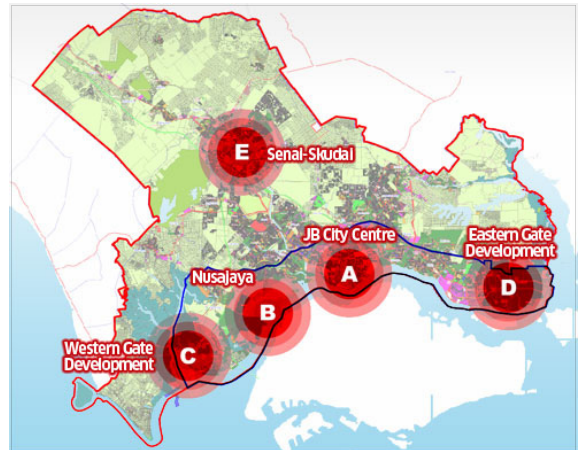 E
Senai-Skudai
JB City Centre
A
Eastern Gate
Development
D
Nusajaya
B
Western Gate
Development
C